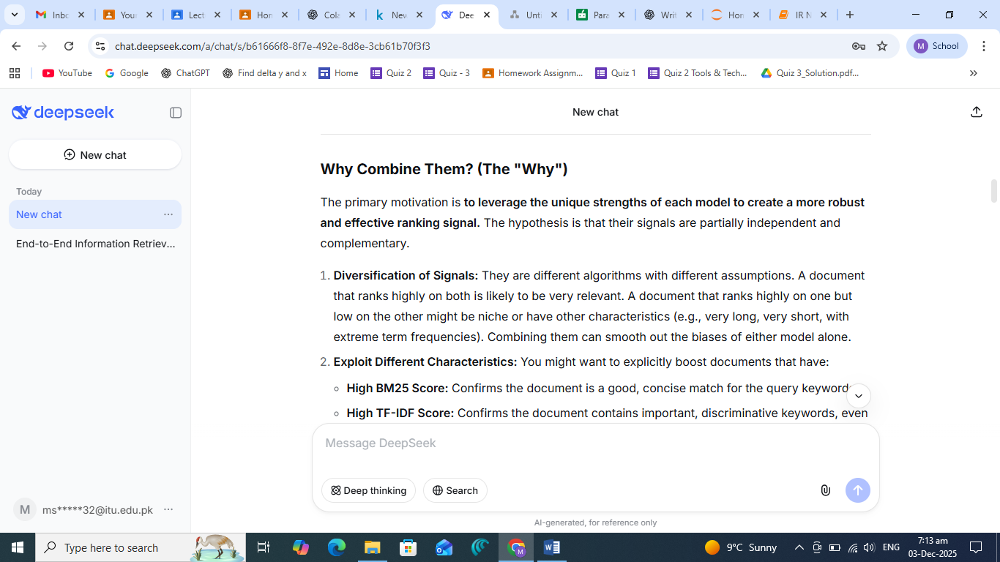 Inbo
Your
Lect
Hon
Cola
k New
Dee
Unti
Para
Writ
Hon
IR N
chat.deepseek.com/a/chat/s/b61666f8-8f7e-492e-8d8e-3cb61b70f3f3
M School
YouTube
Google
ChatGPT
Find delta y and x
Home
Quiz 2
Quiz - 3
Homework Assignm...
Quiz 1
Quiz 2 Tools & Tech...
Quiz 3_Solution.pdf...
deepseek
New chat
New chat
Today
New chat
End-to-End Information Retriev...
Why Combine Them? (The "Why")
The primary motivation is to leverage the unique strengths of each model to create a more robust
and effective ranking signal. The hypothesis is that their signals are partially independent and
complementary.
1. Diversification of Signals: They are different algorithms with different assumptions. A document
that ranks highly on both is likely to be very relevant. A document that ranks highly on one but
low on the other might be niche or have other characteristics (e.g., very long, very short, with
extreme term frequencies). Combining them can smooth out the biases of either model alone.
2. Exploit Different Characteristics: You might want to explicitly boost documents that have:
High BM25 Score: Confirms the document is a good, concise match for the query keyword
High TF-IDF Score: Confirms the document contains important, discriminative keywords, even
Message DeepSeek
Deep thinking
Search
AI-generated, for reference only
M ms*****32@itu.edu.pk
Type here to search
9°C Sunny
ENG
7:13 am
03-Dec-2025